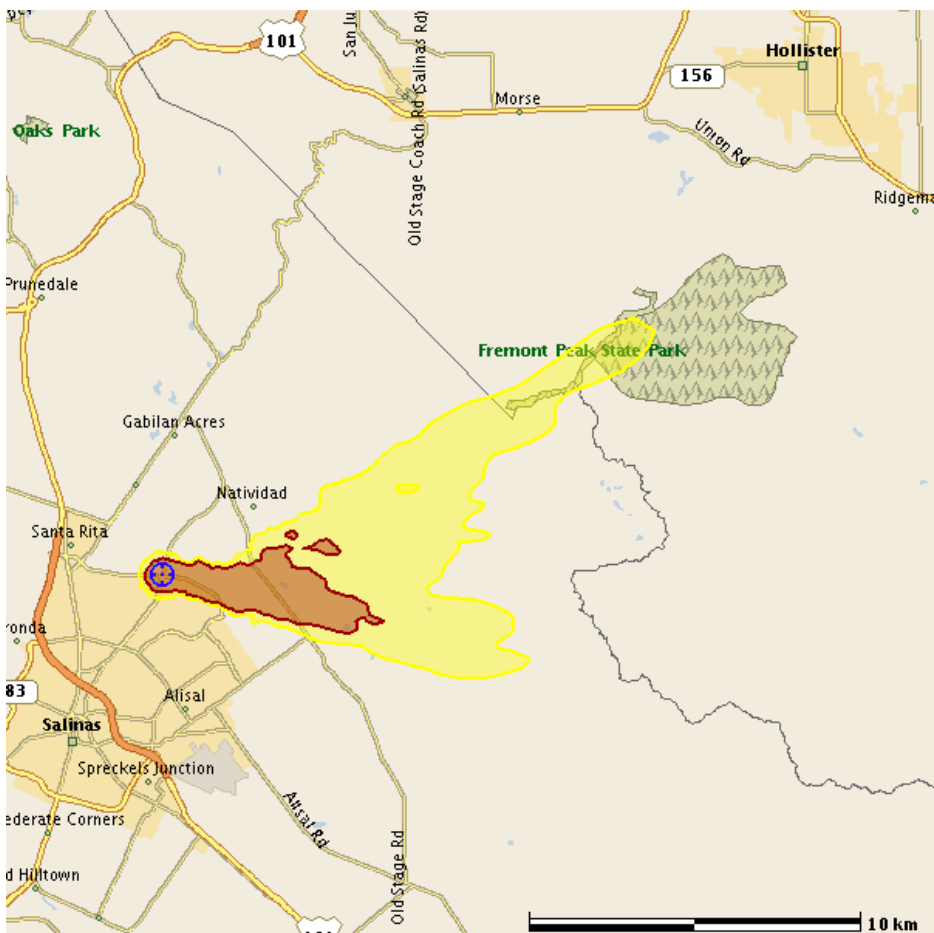 101
San Ju
Old Stage Coach Rd (Salinas Rd)
Hollister
156
Morse
Oaks Park
Union Rd
Ridgema
Prunedale
Fremont Peak State Park
Gabilan Acres
Natividad
Santa Rita
ronda
83
Alisal
Salinas
Spreckels Junction
Alisal Rd
ederate Corners
Old Stage Rd
d Hilltown
10 km